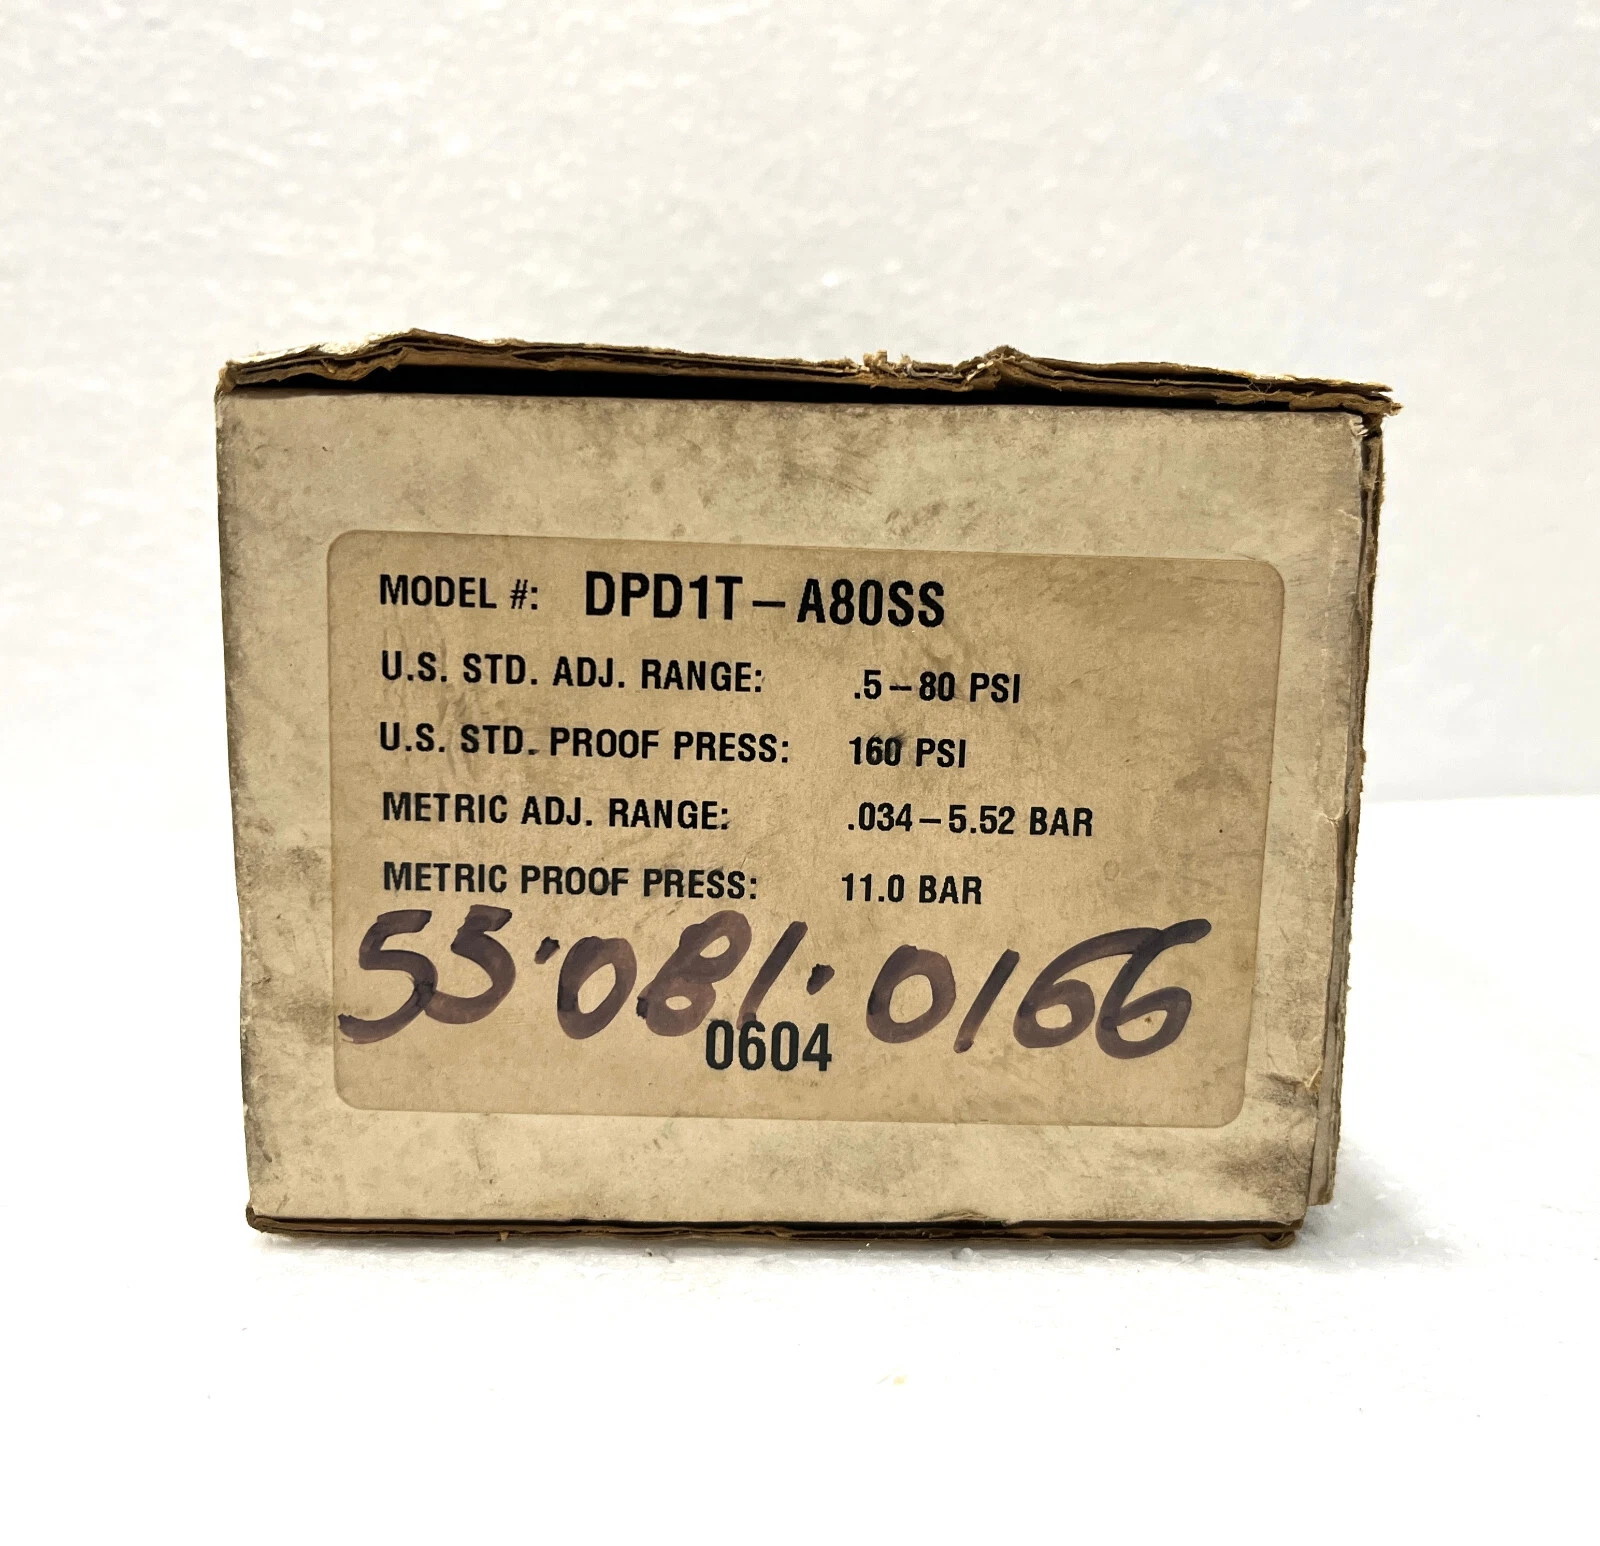 MODEL #: DPD1T-A80SS
U.S. STD. ADJ. RANGE: .5-80 PSI
U.S. STD. PROOF PRESS: 160 PSI
METRIC ADJ. RANGE: .034-5.52 BAR
METRIC PROOF PRESS: 11.0 BAR
55.081.0166
0604